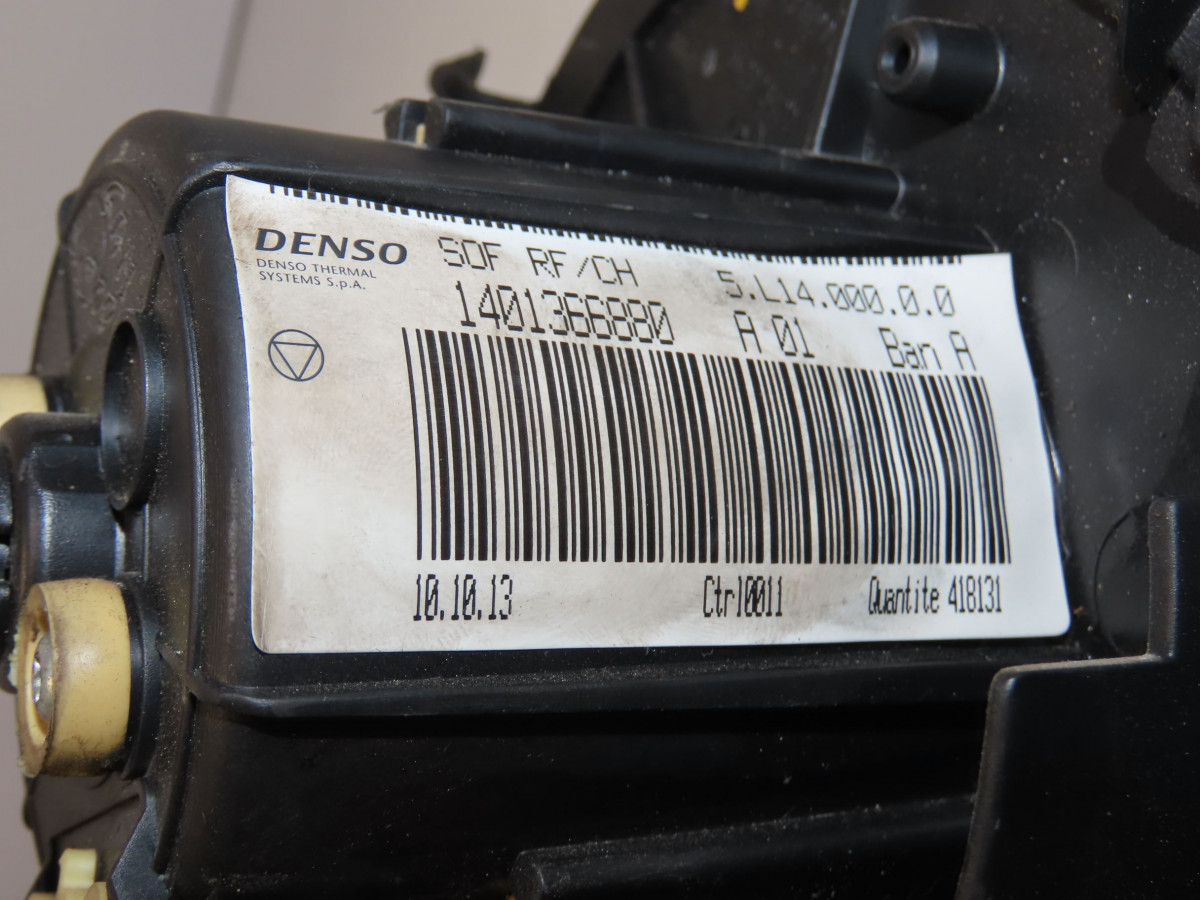 DENSO
DENSO THERMAL
SYSTEMS S.p.A.
SOF RF/CH 5.L14.000.0.0
1401366880 A 01 Ban A
10.10.13 Ctrl0011 Quantite 418131